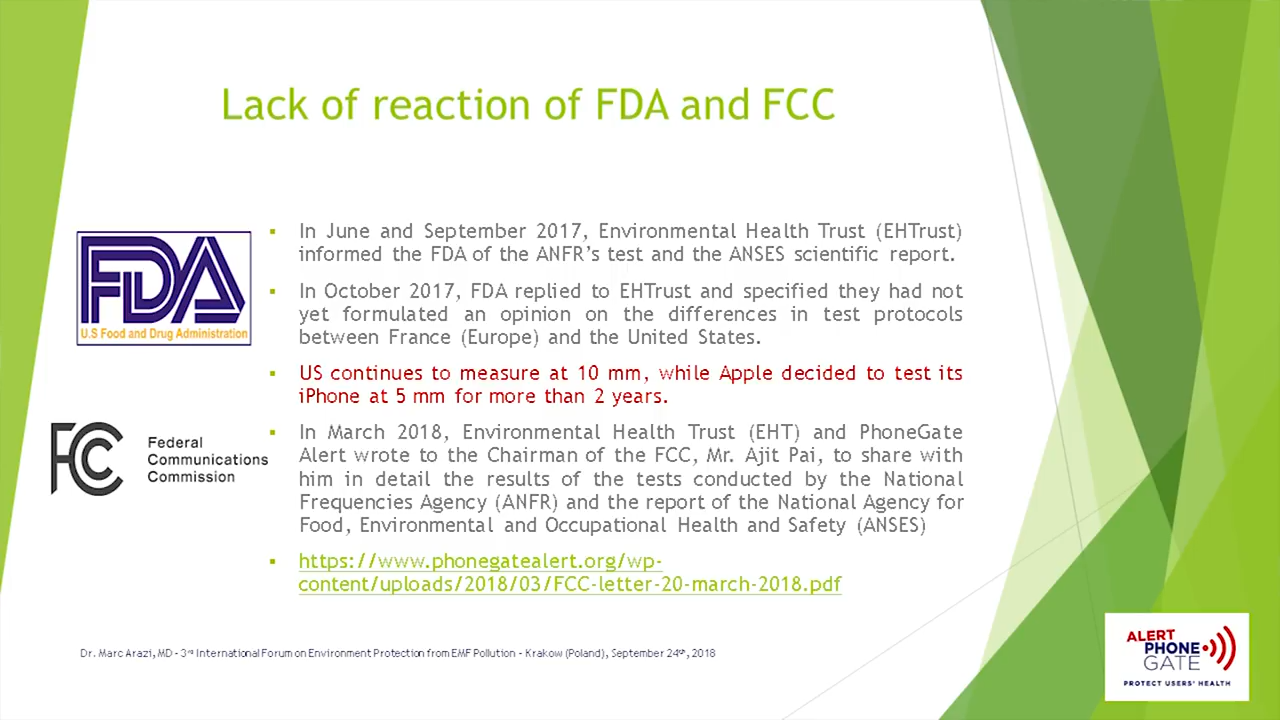 Lack of reaction of FDA and FCC
FDA
U.S Food and Drug Administration
▪ In June and September 2017, Environmental Health Trust (EHTrust)
informed the FDA of the ANFR’s test and the ANSES scientific report.
▪ In October 2017, FDA replied to EHTrust and specified they had not
yet formulated an opinion on the differences in test protocols
between France (Europe) and the United States.
▪ US continues to measure at 10 mm, while Apple decided to test its
iPhone at 5 mm for more than 2 years.
FCC
Federal
Communications
Commission
▪ In March 2018, Environmental Health Trust (EHT) and PhoneGate
Alert wrote to the Chairman of the FCC, Mr. Ajit Pai, to share with
him in detail the results of the tests conducted by the National
Frequencies Agency (ANFR) and the report of the National Agency for
Food, Environmental and Occupational Health and Safety (ANSES)
▪ https://www.phonegatealert.org/wp-
content/uploads/2018/03/FCC-letter-20-march-2018.pdf
Dr. Marc Arazi, MD - 3rd International Forum on Environment Protection from EMF Pollution - Krakow (Poland), September 24th, 2018
ALERT
PHONE
GATE
PROTECT USERS' HEALTH